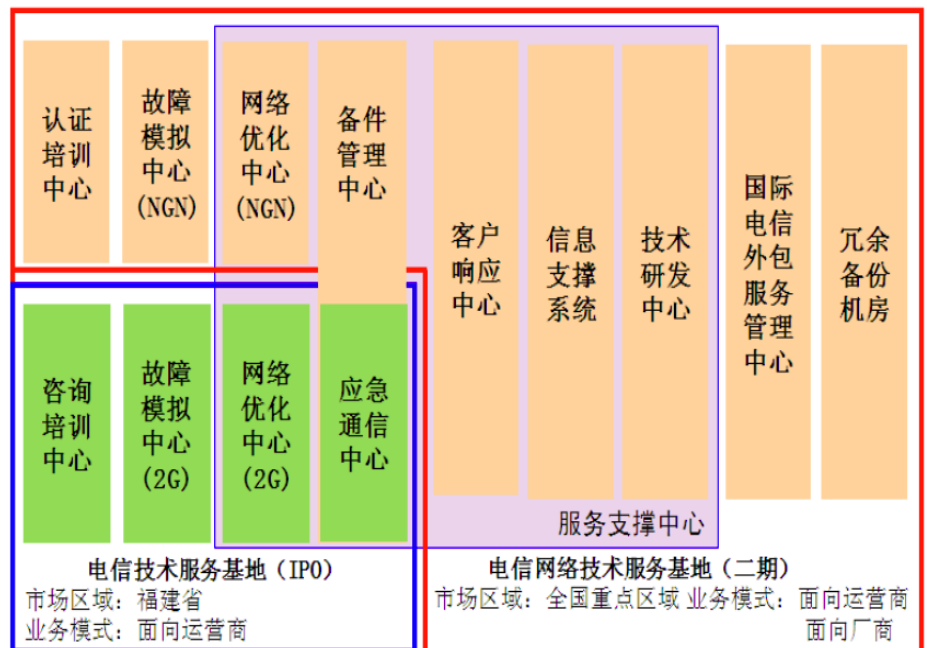 认证
培训
中心
故障
模拟
中心
(NGN)
网络
优化
中心
(NGN)
备件
管理
中心
客户
响应
中心
信息
支撑
系统
技术
研发
中心
国际
电信
外包
服务
管理
中心
冗余
备份
机房
咨询
培训
中心
故障
模拟
中心
(2G)
网络
优化
中心
(2G)
应急
通信
中心
服务支撑中心
电信技术服务基地（IPO）
市场区域：福建省
业务模式：面向运营商
电信网络技术服务基地（二期）
市场区域：全国重点区域 业务模式：面向运营商
面向厂商